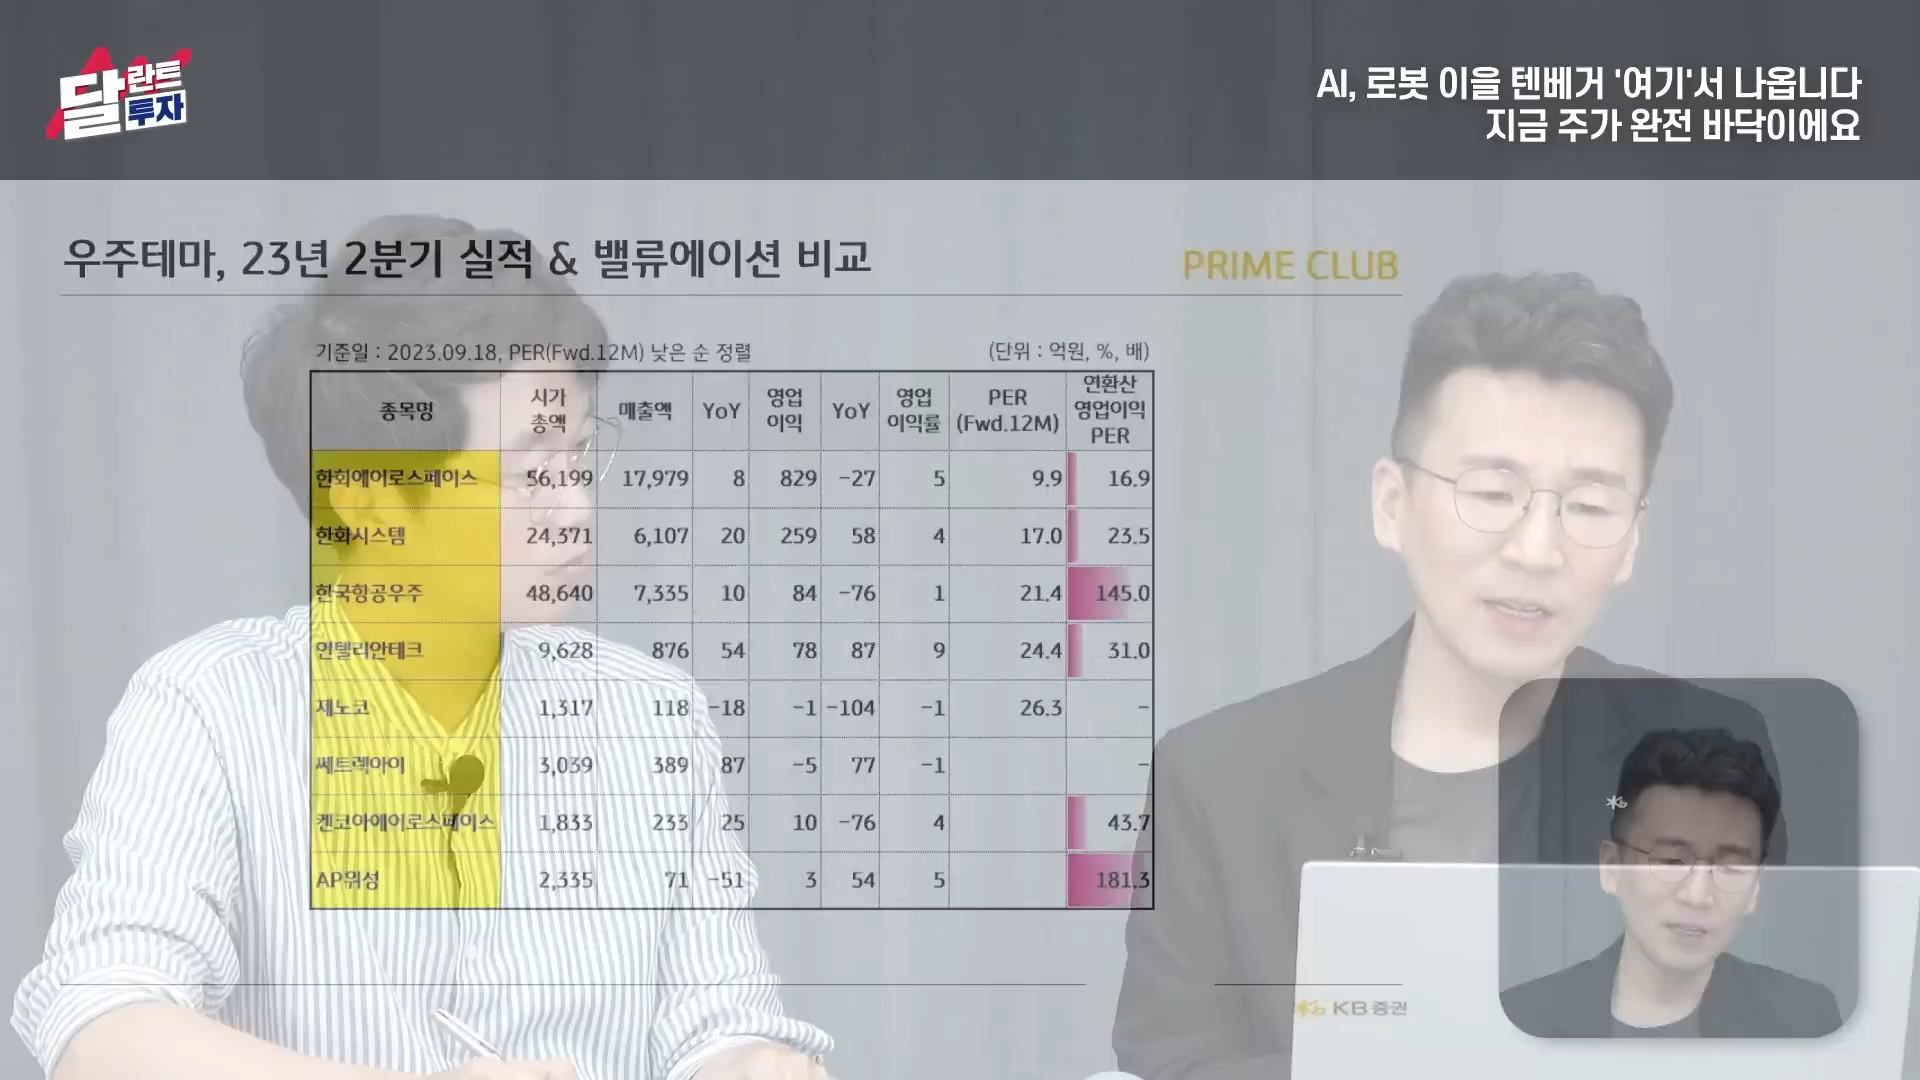 달란트
투자
AI, 로봇 이을 텐베거 '여기'서 나옵니다
지금 주가 완전 바닥이에요
우주테마, 23년 2분기 실적 & 밸류에이션 비교
PRIME CLUB
기준일 : 2023.09.18, PER(Fwd.12M) 낮은 순 정렬
(단위 : 억원, %, 배)
종목명 시가총액 매출액 YoY 영업이익 YoY 영업이익률 PER (Fwd.12M) 연환산 영업이익 PER
한화에어로스페이스 56,199 17,979 8 829 -27 5 9.9 16.9
한화시스템 24,371 6,107 20 259 58 4 17.0 23.5
한국항공우주 48,640 7,335 10 84 -76 1 21.4 145.0
인텔리안테크 9,628 876 54 78 87 9 24.4 31.0
제노코 1,317 118 -18 -1 -104 -1 26.3 -
쎄트렉아이 3,039 389 87 -5 77 -1 -
켄코아에어로스페이스 1,833 233 25 10 -76 4 43.7
AP위성 2,335 71 -51 3 54 5 181.3
KB증권